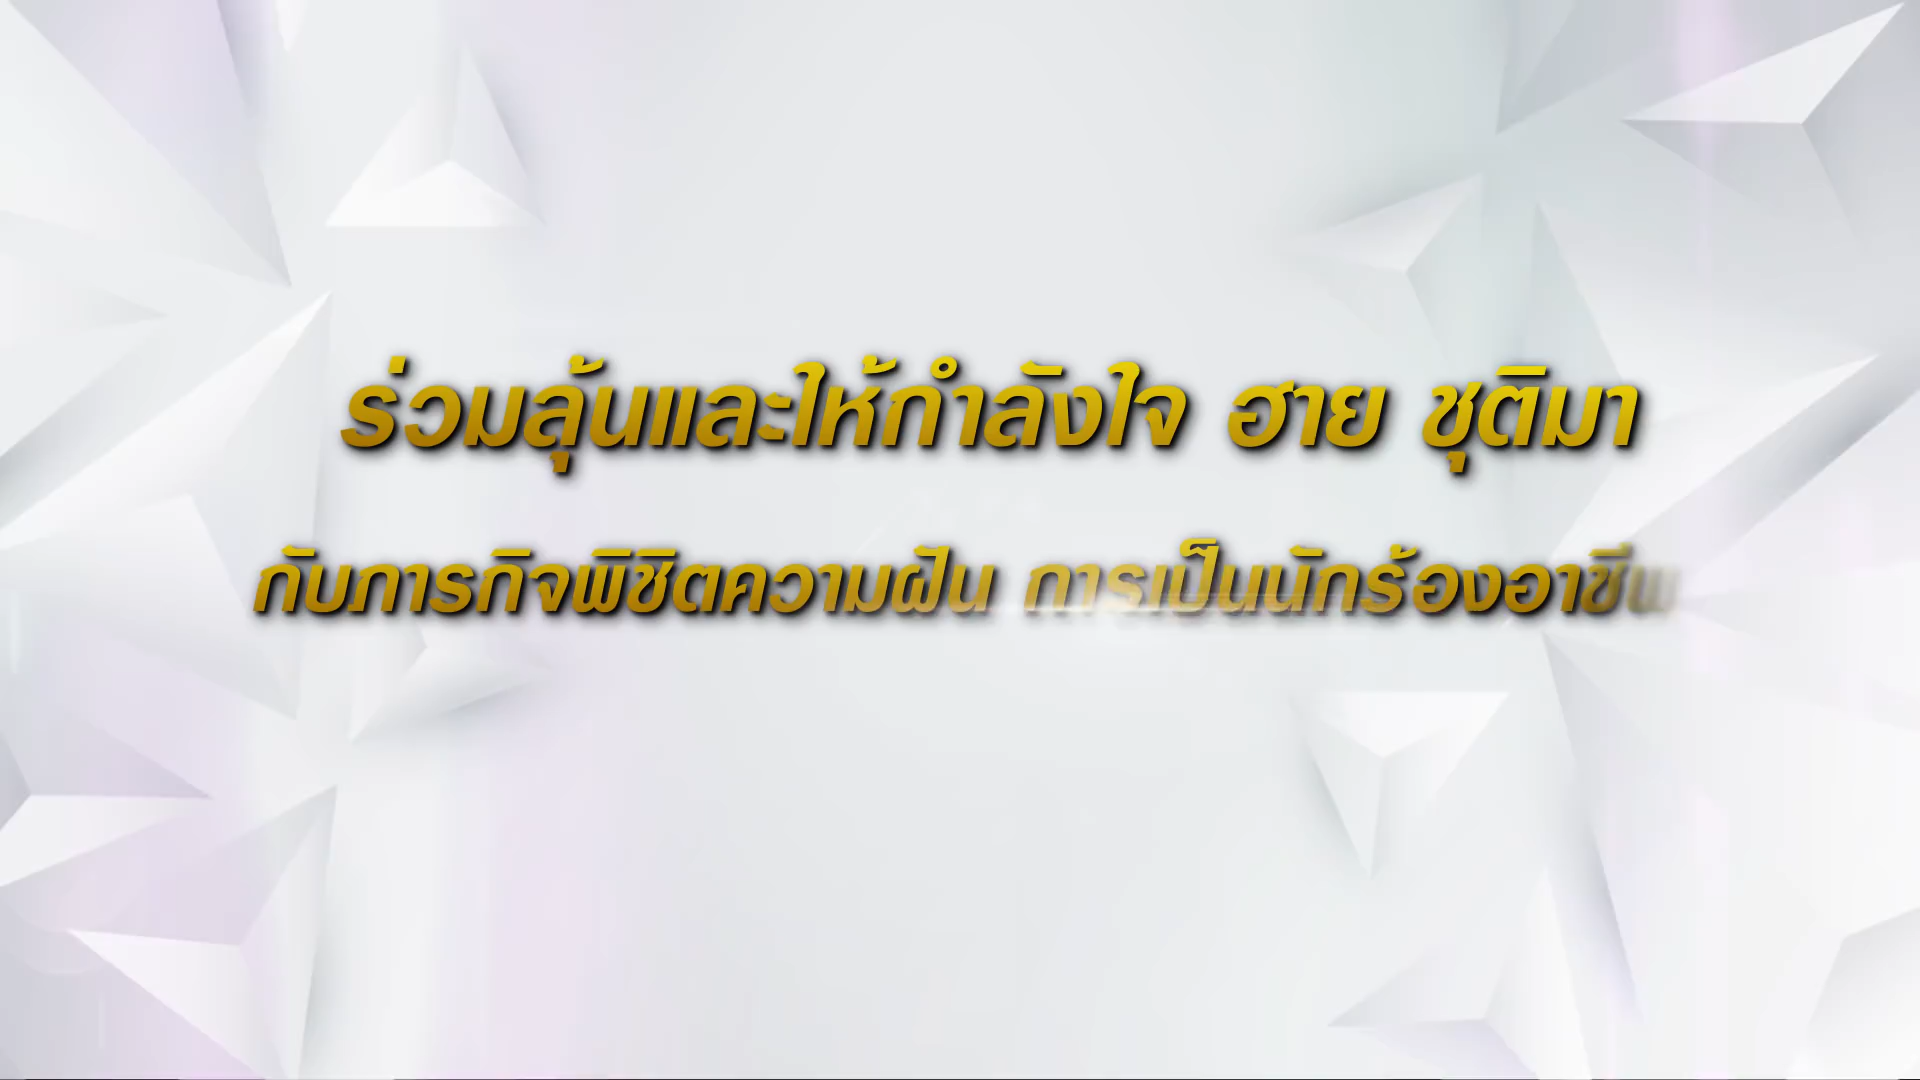 ร่วมลุ้นและให้กำลังใจ ฮาย ชุติมา
กับภารกิจพิชิตความฝัน การเป็นนักร้องอาชีพ